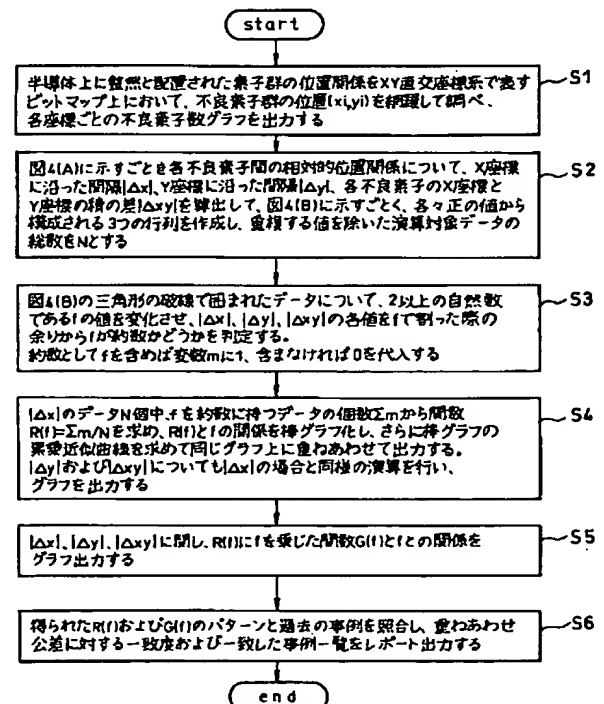 start
半導体上に整然と配置された素子群の位置関係をXY直交座標系で表す
ビットマップ上において、不良素子群の位置(xi,yi)を網羅して調べ、
各座標ごとの不良素子数グラフを出力する
S1
図4(A)に示すごとき各不良素子間の相対的位置関係について、X座標
に沿った間隔|Δx|、Y座標に沿った間隔|Δy|、各不良素子のX座標と
Y座標の積の差|Δxy|を算出して、図4(B)に示すごとく、各々正の値から
構成される3つの行列を作成し、重複する値を除いた演算対象データの
総数をNとする
S2
図4(B)の三角形の破線で囲まれたデータについて、2以上の自然数
であるfの値を変化させ、|Δx|、|Δy|、|Δxy|の各値をfで割った際の
余りからfが約数かどうかを判定する。
約数としてfを含めば変数mに1、含まなければ0を代入する
S3
|Δx|のデータN個中、fを約数に持つデータの個数Σmから関数
R(f)=Σm/Nを求め、R(f)とfの関係を棒グラフ化し、さらに棒グラフの
累乗近似曲線を求めて同じグラフ上に重ねあわせて出力する。
|Δy|および|Δxy|についても|Δx|の場合と同様の演算を行い、
グラフを出力する
S4
|Δx|、|Δy|、|Δxy|に関し、R(f)にfを乗じた関数G(f)とfとの関係を
グラフ出力する
S5
得られたR(f)およびG(f)のパターンと過去の事例を照合し、重ねあわせ
公差に対する一致度および一致した事例一覧をレポート出力する
S6
end